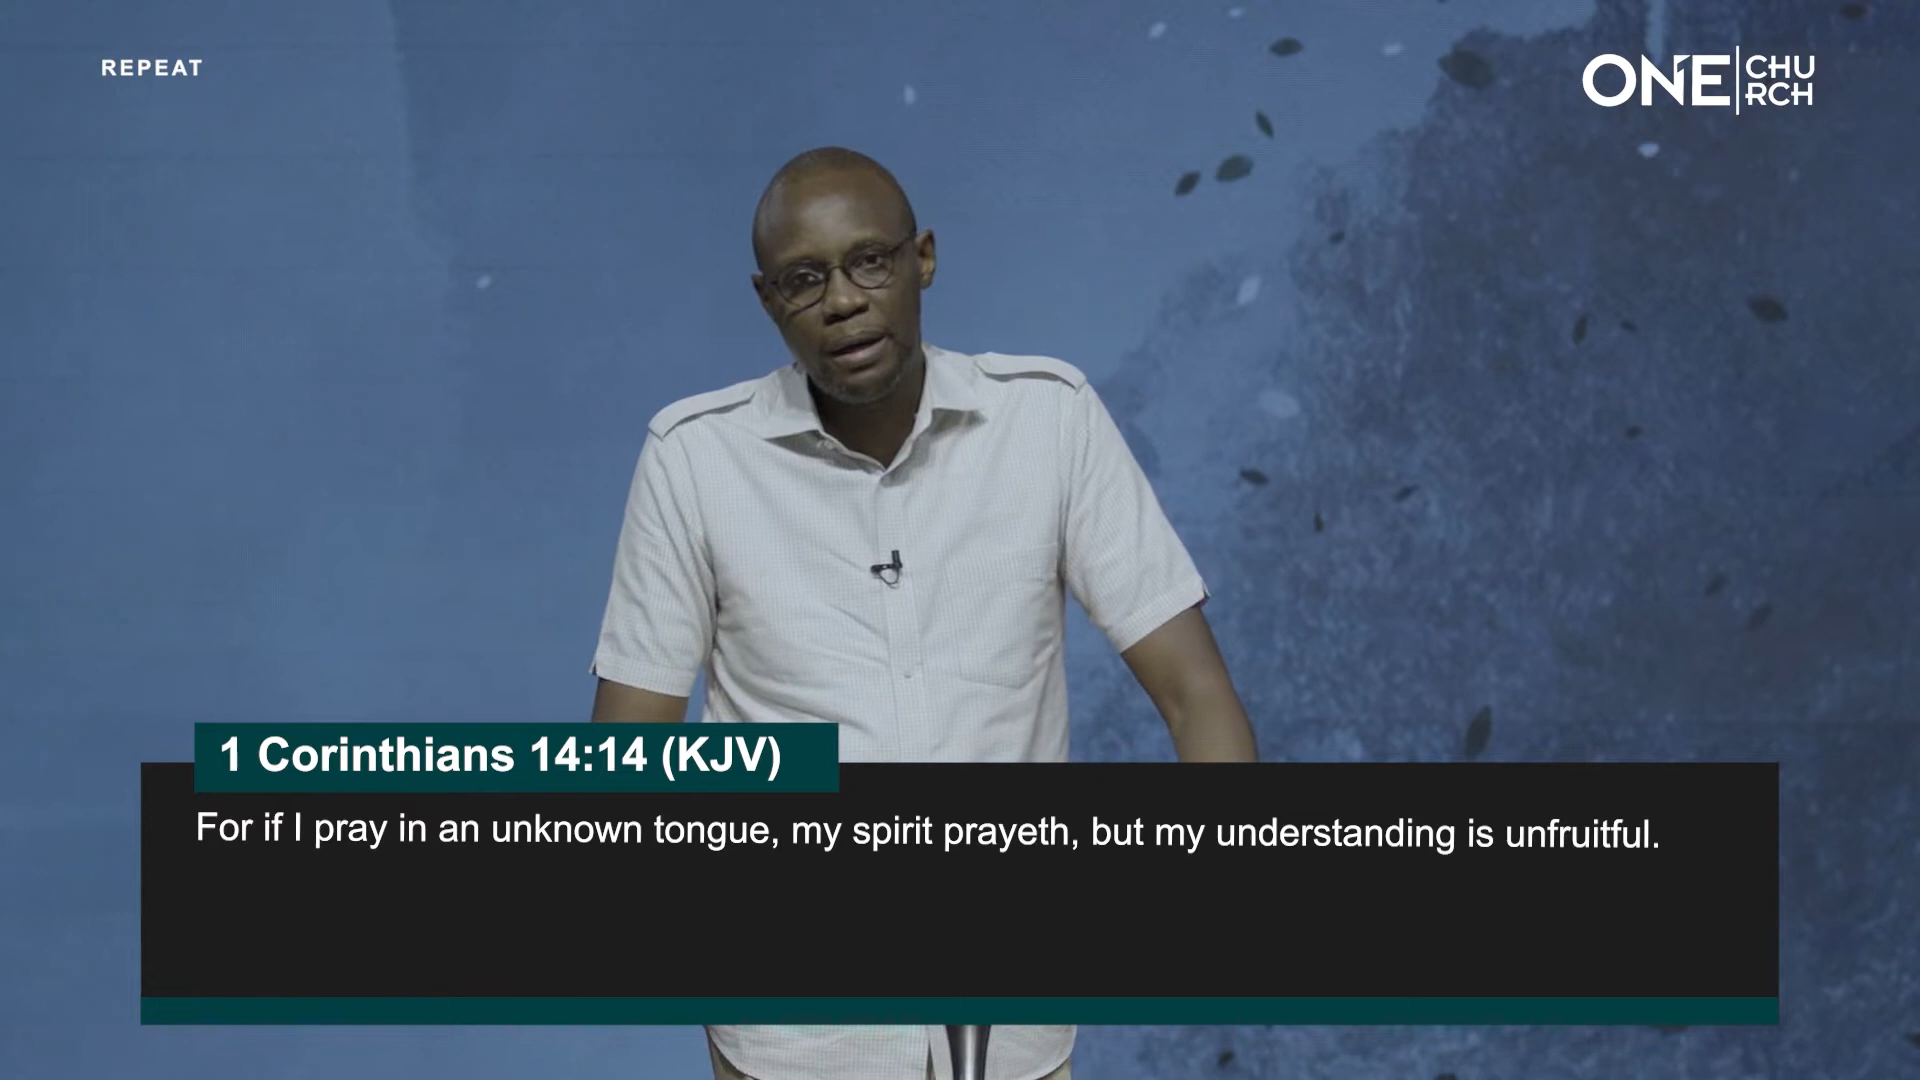 REPEAT
ONE CHU
RCH
1 Corinthians 14:14 (KJV)
For if I pray in an unknown tongue, my spirit prayeth, but my understanding is unfruitful.